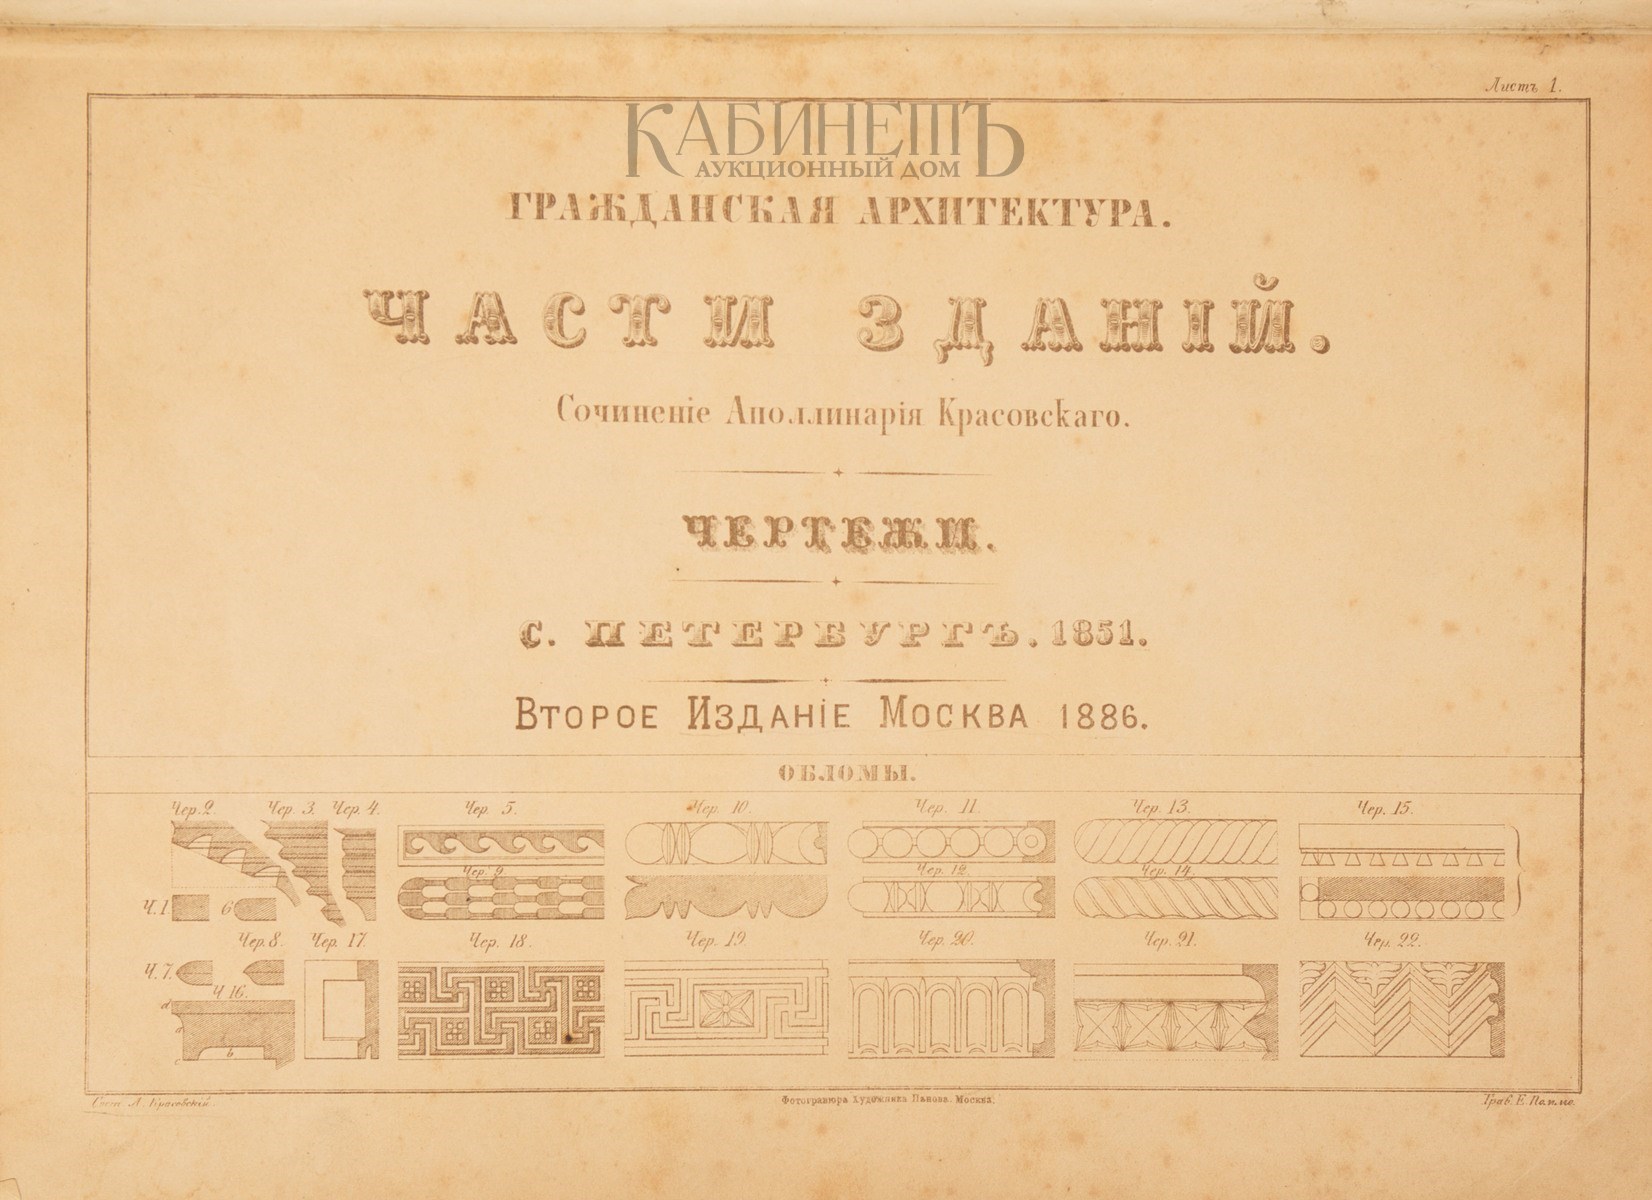 Листъ 1.
КАБИНЕТЪ
АУКЦИОННЫЙ ДОМ
ГРАЖДАНСКАЯ АРХИТЕКТУРА.
ЧАСТИ ЗДАНІЙ.
Сочиненіе Аполлинарія Красовскаго.
ЧЕРТЕЖИ.
С. ПЕТЕРБУРГЪ. 1851.
Второе Изданіе Москва 1886.
ОБЛОМЫ.
Чер. 2. Чер. 3. Чер. 4. Чер. 5. Чер. 10. Чер. 11. Чер. 13. Чер. 15.
Чер. 9. Чер. 12. Чер. 14.
Ч. 1 6
Чер. 8. Чер. 17. Чер. 18. Чер. 19. Чер. 20. Чер. 21. Чер. 22.
Ч. 7.
Ч 16.
d
a
b
c
А. Красовскій.
Фотогравюра Художника Панова. Москва.
Грав. Е.